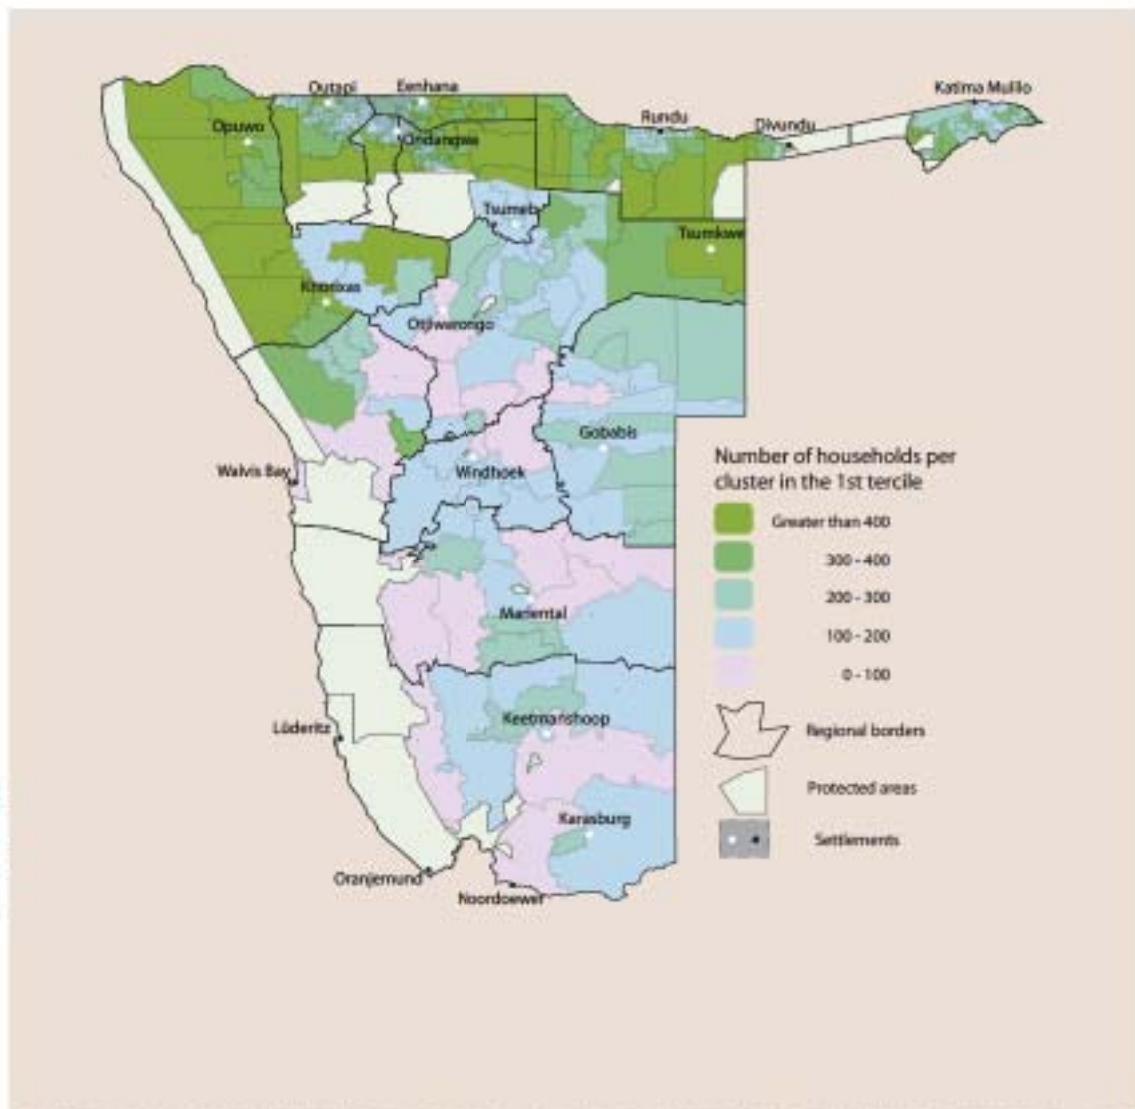 Outapi
Eenhana
Katima Mulilo
Opuwo
Ondangwa
Rundu
Divundu
Tsumeb
Tsumkwe
Khorixas
Otjiwarongo
Gobabis
Walvis Bay
Windhoek
Number of households per
cluster in the 1st tercile
Greater than 400
300 - 400
200 - 300
100 - 200
0 - 100
Mariental
Lüderitz
Keetmanshoop
Regional borders
Protected areas
Karasburg
Settlements
Oranjemund
Noordoewer